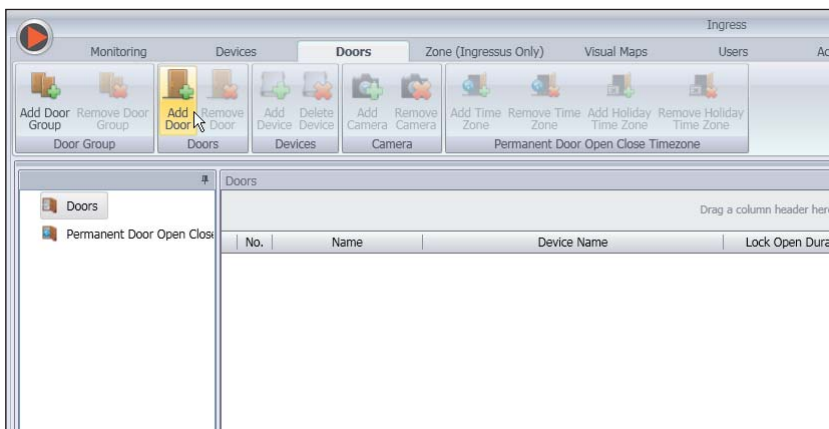 Ingress
Monitoring Devices Doors Zone (Ingressus Only) Visual Maps Users Ac
Add Door Group
Remove Door Group
Add Door
Remove Door
Add Device
Delete Device
Add Camera
Remove Camera
Add Time Zone
Remove Time Zone
Add Holiday Time Zone
Remove Holiday Time Zone
Door Group Doors Devices Camera Permanent Door Open Close Timezone
Doors
Permanent Door Open Close
Doors
Drag a column header here
No. Name Device Name Lock Open Dura